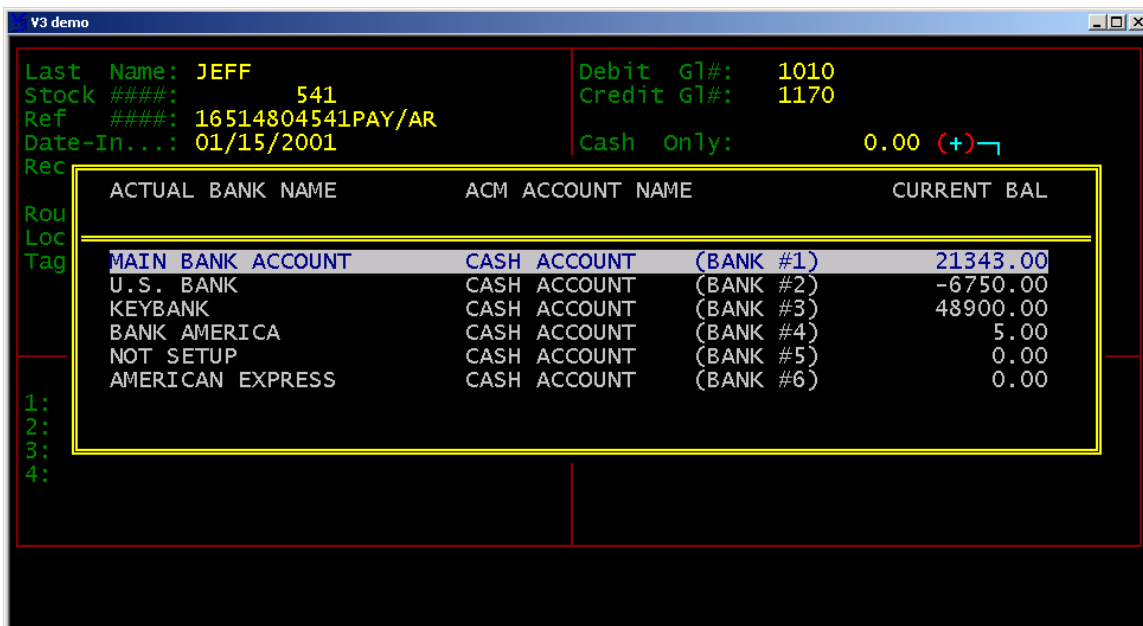 V3 demo
Last Name: JEFF Debit Gl#: 1010
Stock ####: 541 Credit Gl#: 1170
Ref ####: 16514804541PAY/AR
Date-In...: 01/15/2001 Cash Only: 0.00 (+)
Rec
ACTUAL BANK NAME ACM ACCOUNT NAME CURRENT BAL
Rou
Loc
Tag MAIN BANK ACCOUNT CASH ACCOUNT (BANK #1) 21343.00
U.S. BANK CASH ACCOUNT (BANK #2) -6750.00
KEYBANK CASH ACCOUNT (BANK #3) 48900.00
BANK AMERICA CASH ACCOUNT (BANK #4) 5.00
NOT SETUP CASH ACCOUNT (BANK #5) 0.00
AMERICAN EXPRESS CASH ACCOUNT (BANK #6) 0.00
1:
2:
3:
4: